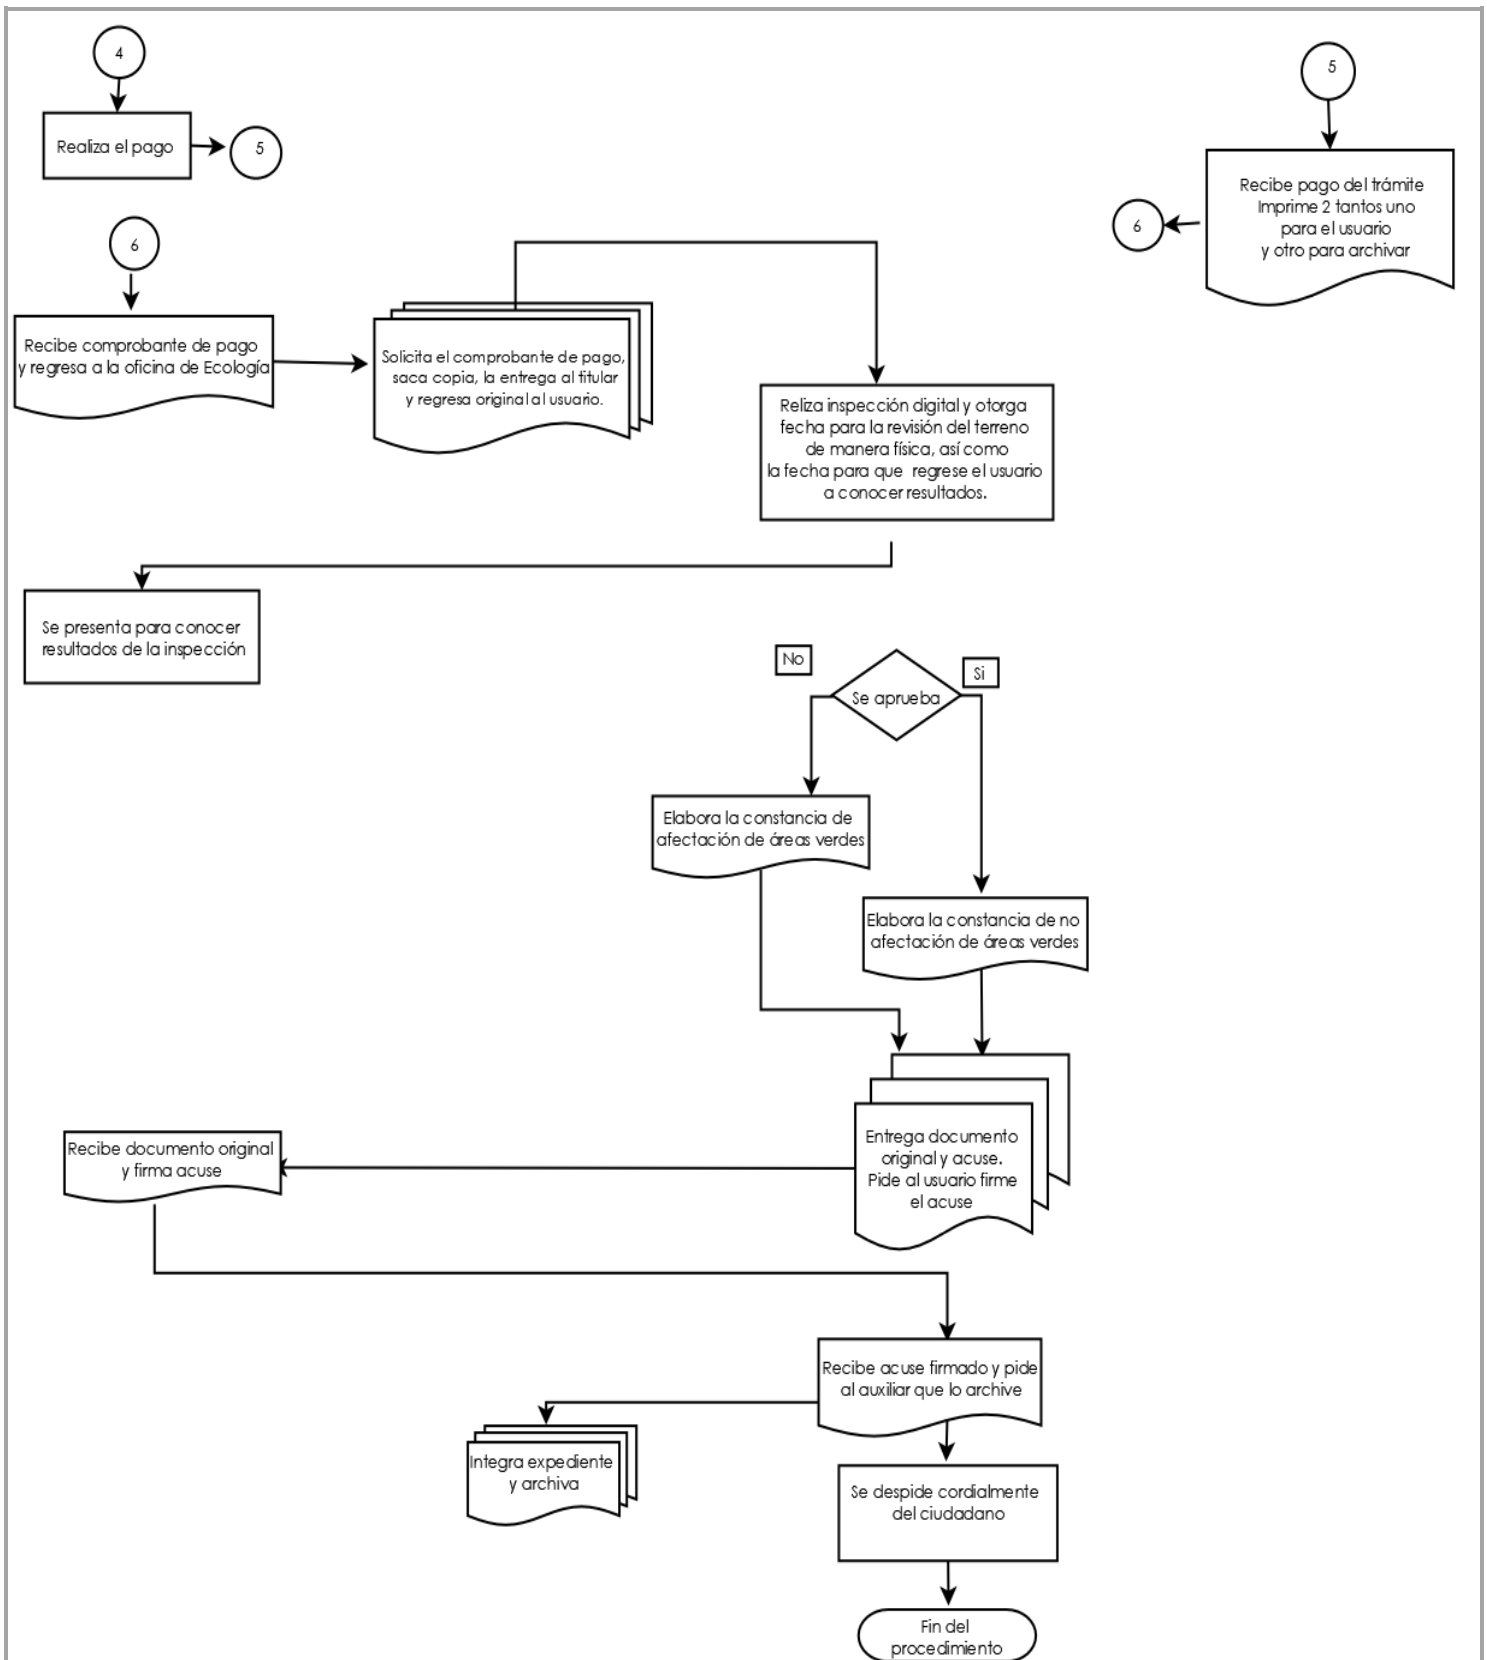 4
Realiza el pago
5
5
Recibe pago del trámite
Imprime 2 tantos uno
para el usuario
y otro para archivar
6
6
Recibe comprobante de pago
y regresa a la oficina de Ecología
Solicita el comprobante de pago,
saca copia, la entrega al titular
y regresa original al usuario.
Reliza inspección digital y otorga
fecha para la revisión del terreno
de manera física, así como
la fecha para que regrese el usuario
a conocer resultados.
Se presenta para conocer
resultados de la inspección
No
Se aprueba
Si
Elabora la constancia de
afectación de áreas verdes
Elabora la constancia de no
afectación de áreas verdes
Entrega documento
original y acuse.
Pide al usuario firme
el acuse
Recibe documento original
y firma acuse
Recibe acuse firmado y pide
al auxiliar que lo archive
Integra expediente
y archiva
Se despide cordialmente
del ciudadano
Fin del
procedimiento